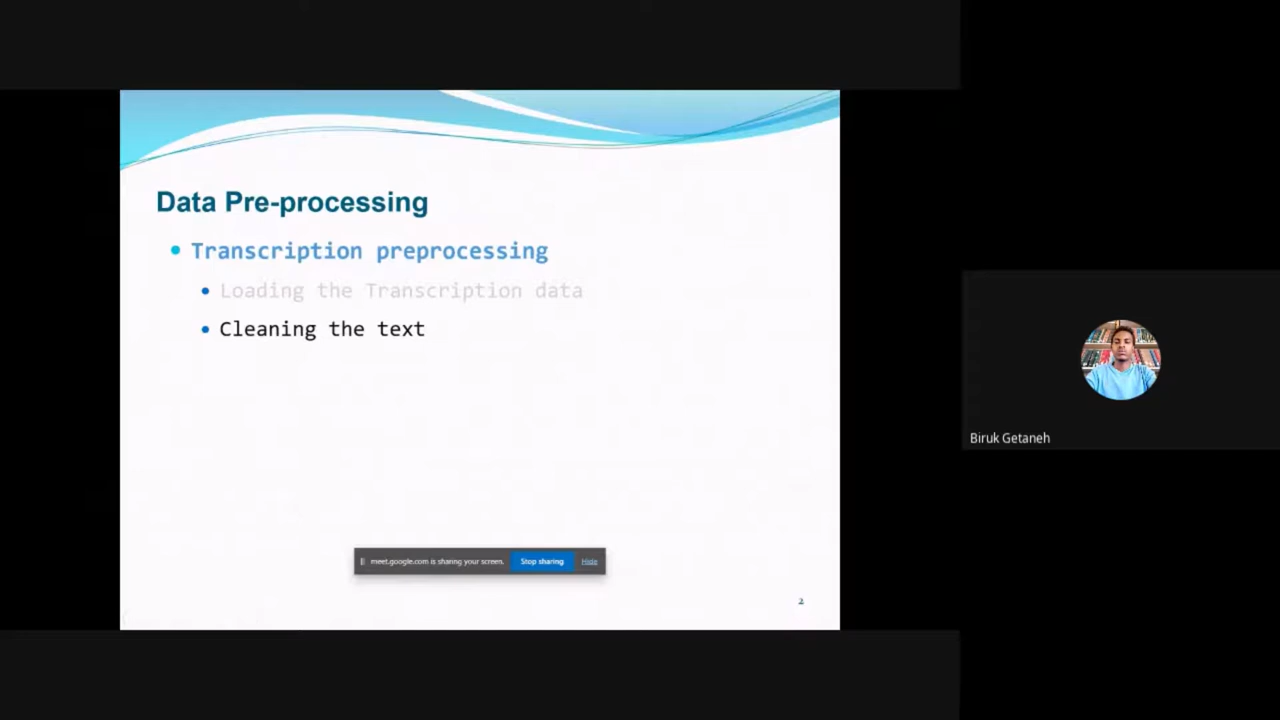 Data Pre-processing
Transcription preprocessing
Loading the Transcription data
Cleaning the text
meet.google.com is sharing your screen. Stop sharing Hide
2
Biruk Getaneh